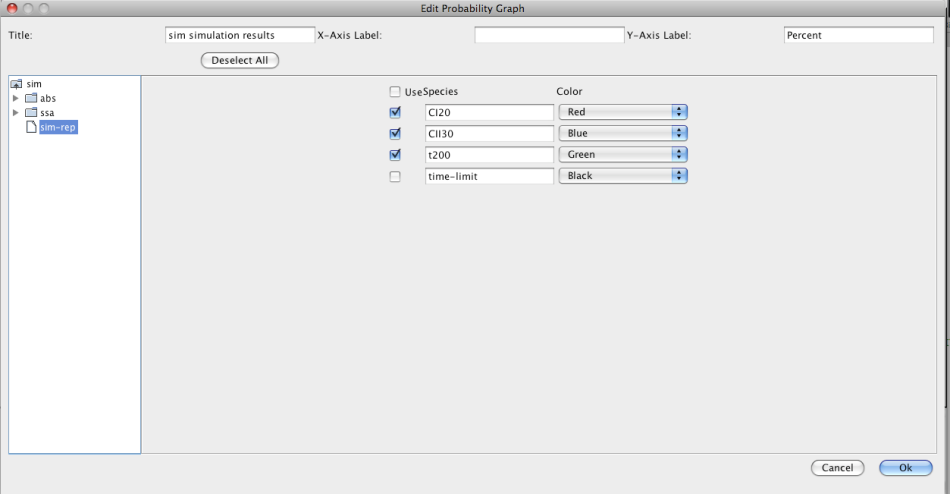 Edit Probability Graph
Title: sim simulation results X-Axis Label: Y-Axis Label: Percent
Deselect All
sim
abs
ssa
sim-rep
Use Species Color
CI20 Red
CII30 Blue
t200 Green
time-limit Black
Cancel Ok